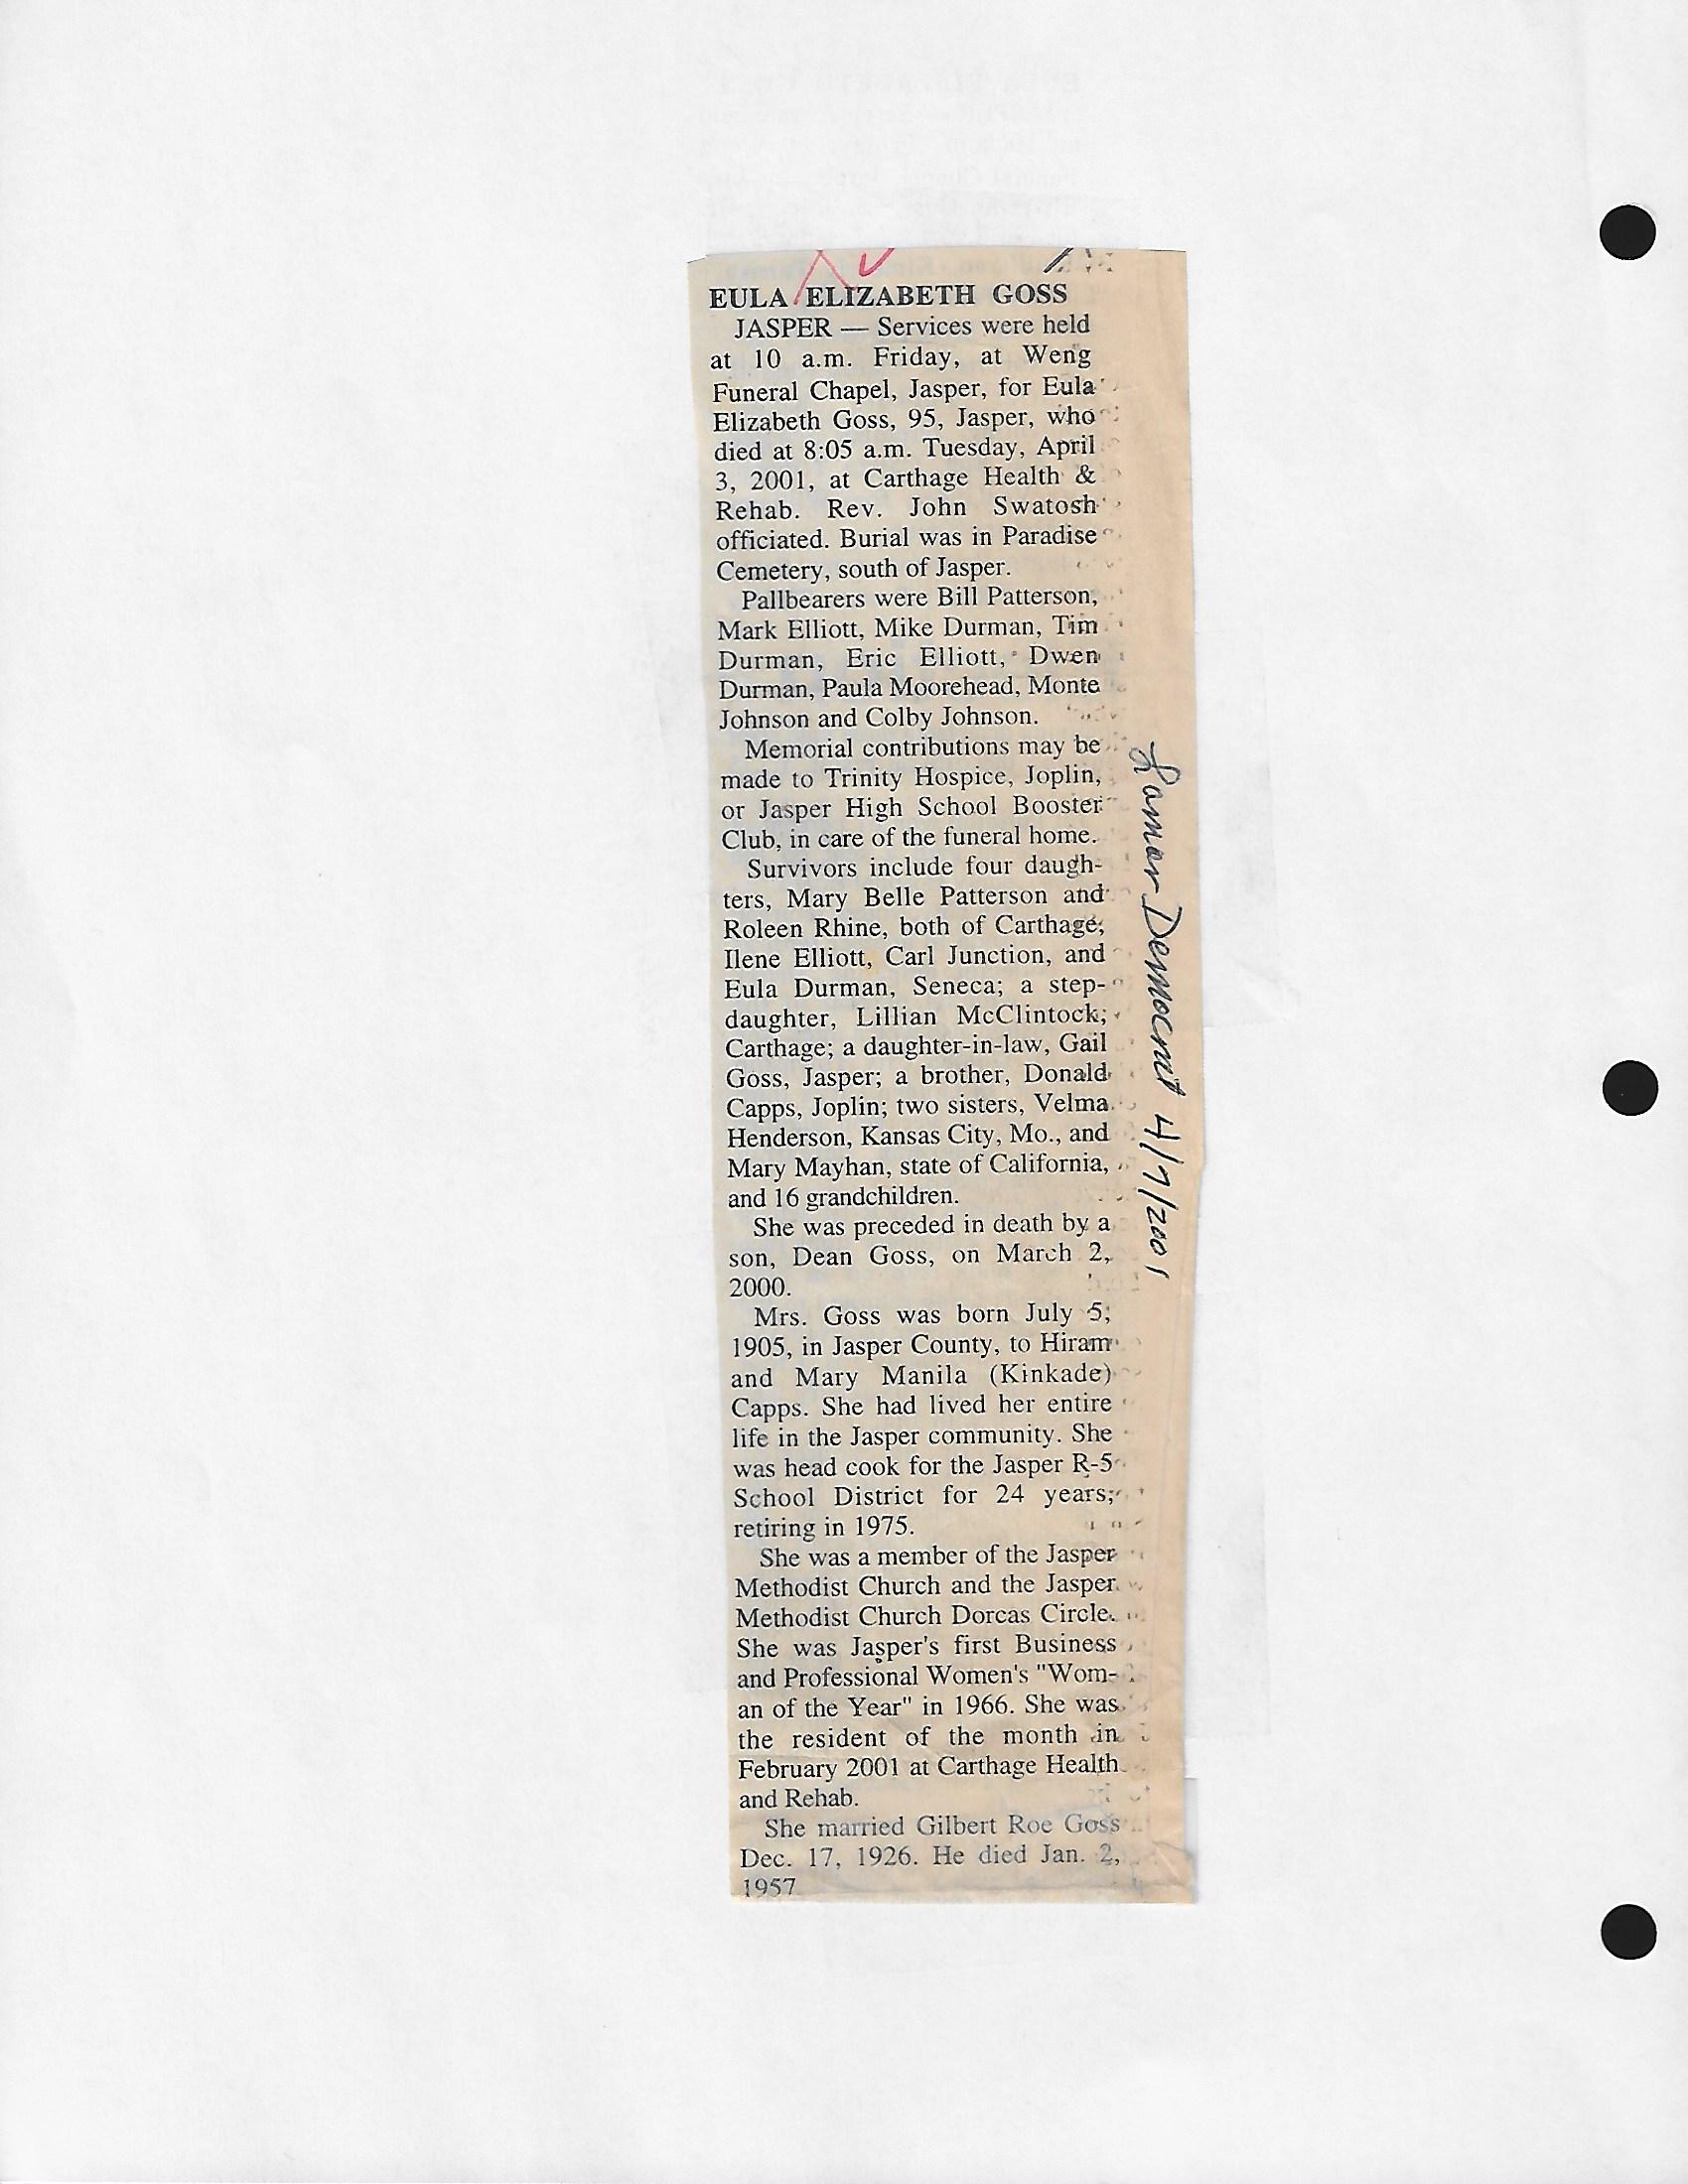 EULA ELIZABETH GOSS
JASPER — Services were held
at 10 a.m. Friday, at Weng
Funeral Chapel, Jasper, for Eula
Elizabeth Goss, 95, Jasper, who
died at 8:05 a.m. Tuesday, April
3, 2001, at Carthage Health &
Rehab. Rev. John Swatosh
officiated. Burial was in Paradise
Cemetery, south of Jasper.
Pallbearers were Bill Patterson,
Mark Elliott, Mike Durman, Tim
Durman, Eric Elliott, Dwen
Durman, Paula Moorehead, Monte
Johnson and Colby Johnson.
Memorial contributions may be
made to Trinity Hospice, Joplin,
or Jasper High School Booster
Club, in care of the funeral home.
Survivors include four daugh-
ters, Mary Belle Patterson and
Roleen Rhine, both of Carthage;
Ilene Elliott, Carl Junction, and
Eula Durman, Seneca; a step-
daughter, Lillian McClintock;
Carthage; a daughter-in-law, Gail
Goss, Jasper; a brother, Donald
Capps, Joplin; two sisters, Velma
Henderson, Kansas City, Mo., and
Mary Mayhan, state of California,
and 16 grandchildren.
She was preceded in death by a
son, Dean Goss, on March 2,
2000.
Mrs. Goss was born July 5,
1905, in Jasper County, to Hiram
and Mary Manila (Kinkade)
Capps. She had lived her entire
life in the Jasper community. She
was head cook for the Jasper R-5
School District for 24 years,
retiring in 1975.
She was a member of the Jasper
Methodist Church and the Jasper
Methodist Church Dorcas Circle.
She was Jasper's first Business
and Professional Women's "Wom-
an of the Year" in 1966. She was
the resident of the month in
February 2001 at Carthage Health
and Rehab.
She married Gilbert Roe Goss
Dec. 17, 1926. He died Jan. 2,
1957
Lamar Democrat 4/7/2001